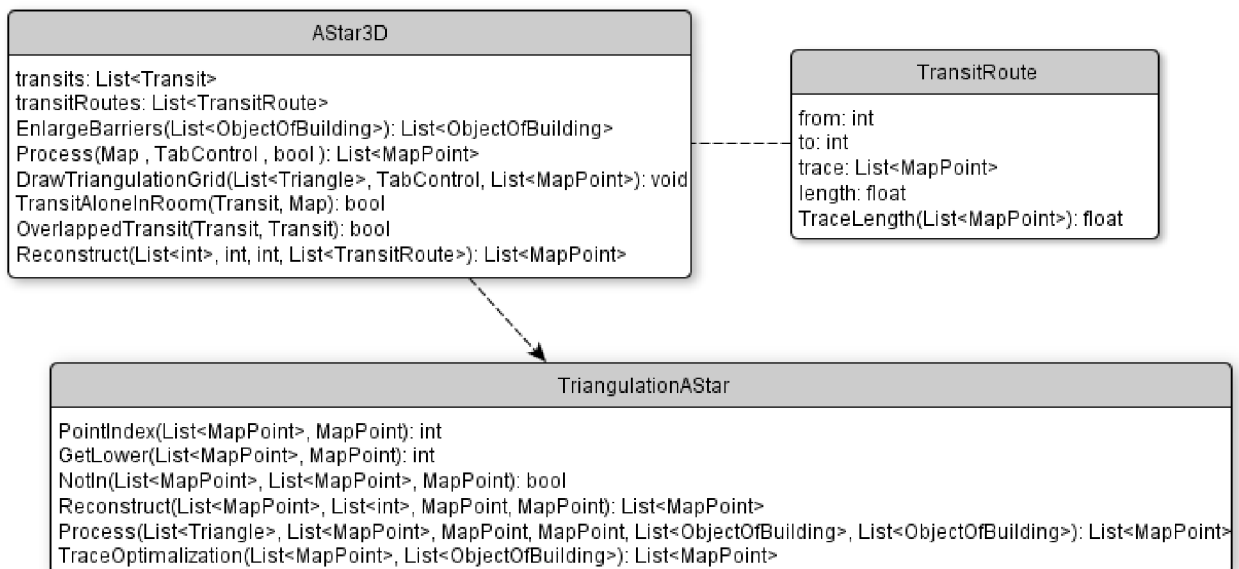 AStar3D
transits: List<Transit>
transitRoutes: List<TransitRoute>
EnlargeBarriers(List<ObjectOfBuilding>): List<ObjectOfBuilding>
Process(Map , TabControl , bool ): List<MapPoint>
DrawTriangulationGrid(List<Triangle>, TabControl, List<MapPoint>): void
TransitAloneInRoom(Transit, Map): bool
OverlappedTransit(Transit, Transit): bool
Reconstruct(List<int>, int, int, List<TransitRoute>): List<MapPoint>
TransitRoute
from: int
to: int
trace: List<MapPoint>
length: float
TraceLength(List<MapPoint>): float
TriangulationAStar
PointIndex(List<MapPoint>, MapPoint): int
GetLower(List<MapPoint>, MapPoint): int
NotIn(List<MapPoint>, List<MapPoint>, MapPoint): bool
Reconstruct(List<MapPoint>, List<int>, MapPoint, MapPoint): List<MapPoint>
Process(List<Triangle>, List<MapPoint>, MapPoint, MapPoint, List<ObjectOfBuilding>, List<ObjectOfBuilding>): List<MapPoint>
TraceOptimalization(List<MapPoint>, List<ObjectOfBuilding>): List<MapPoint>